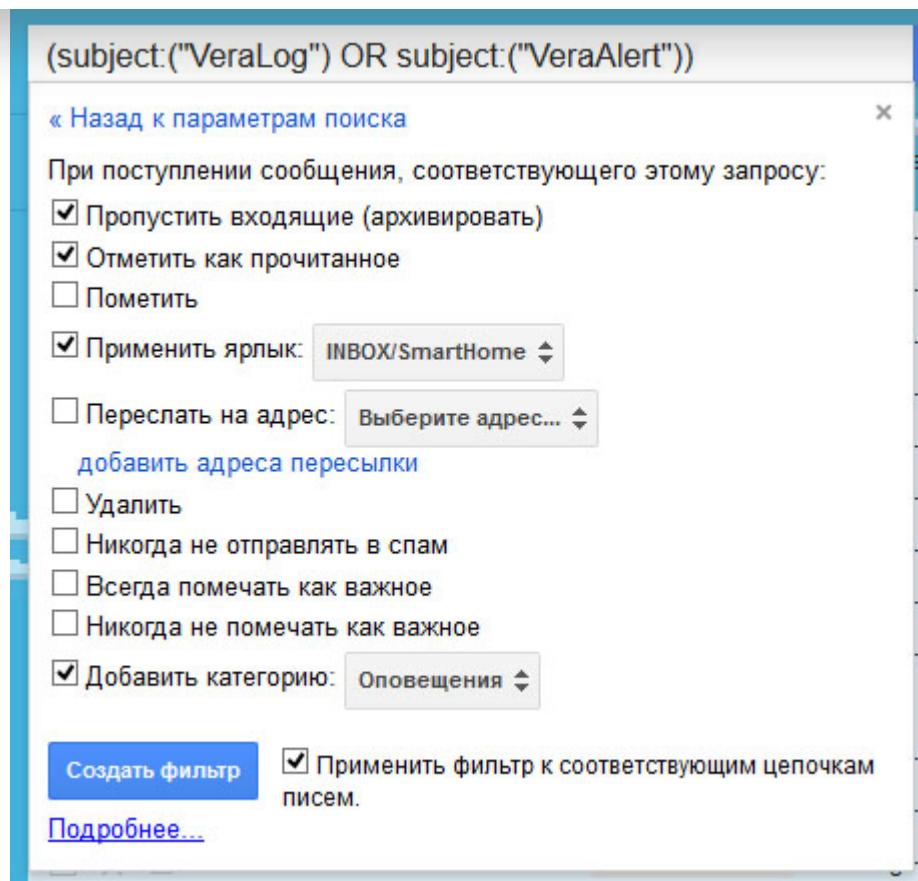 (subject:("VeraLog") OR subject:("VeraAlert"))
« Назад к параметрам поиска
×
При поступлении сообщения, соответствующего этому запросу:
Пропустить входящие (архивировать)
Отметить как прочитанное
Пометить
Применить ярлык: INBOX/SmartHome
Переслать на адрес: Выберите адрес...
добавить адреса пересылки
Удалить
Никогда не отправлять в спам
Всегда помечать как важное
Никогда не помечать как важное
Добавить категорию: Оповещения
Создать фильтр Применить фильтр к соответствующим цепочкам
писем.
Подробнее...